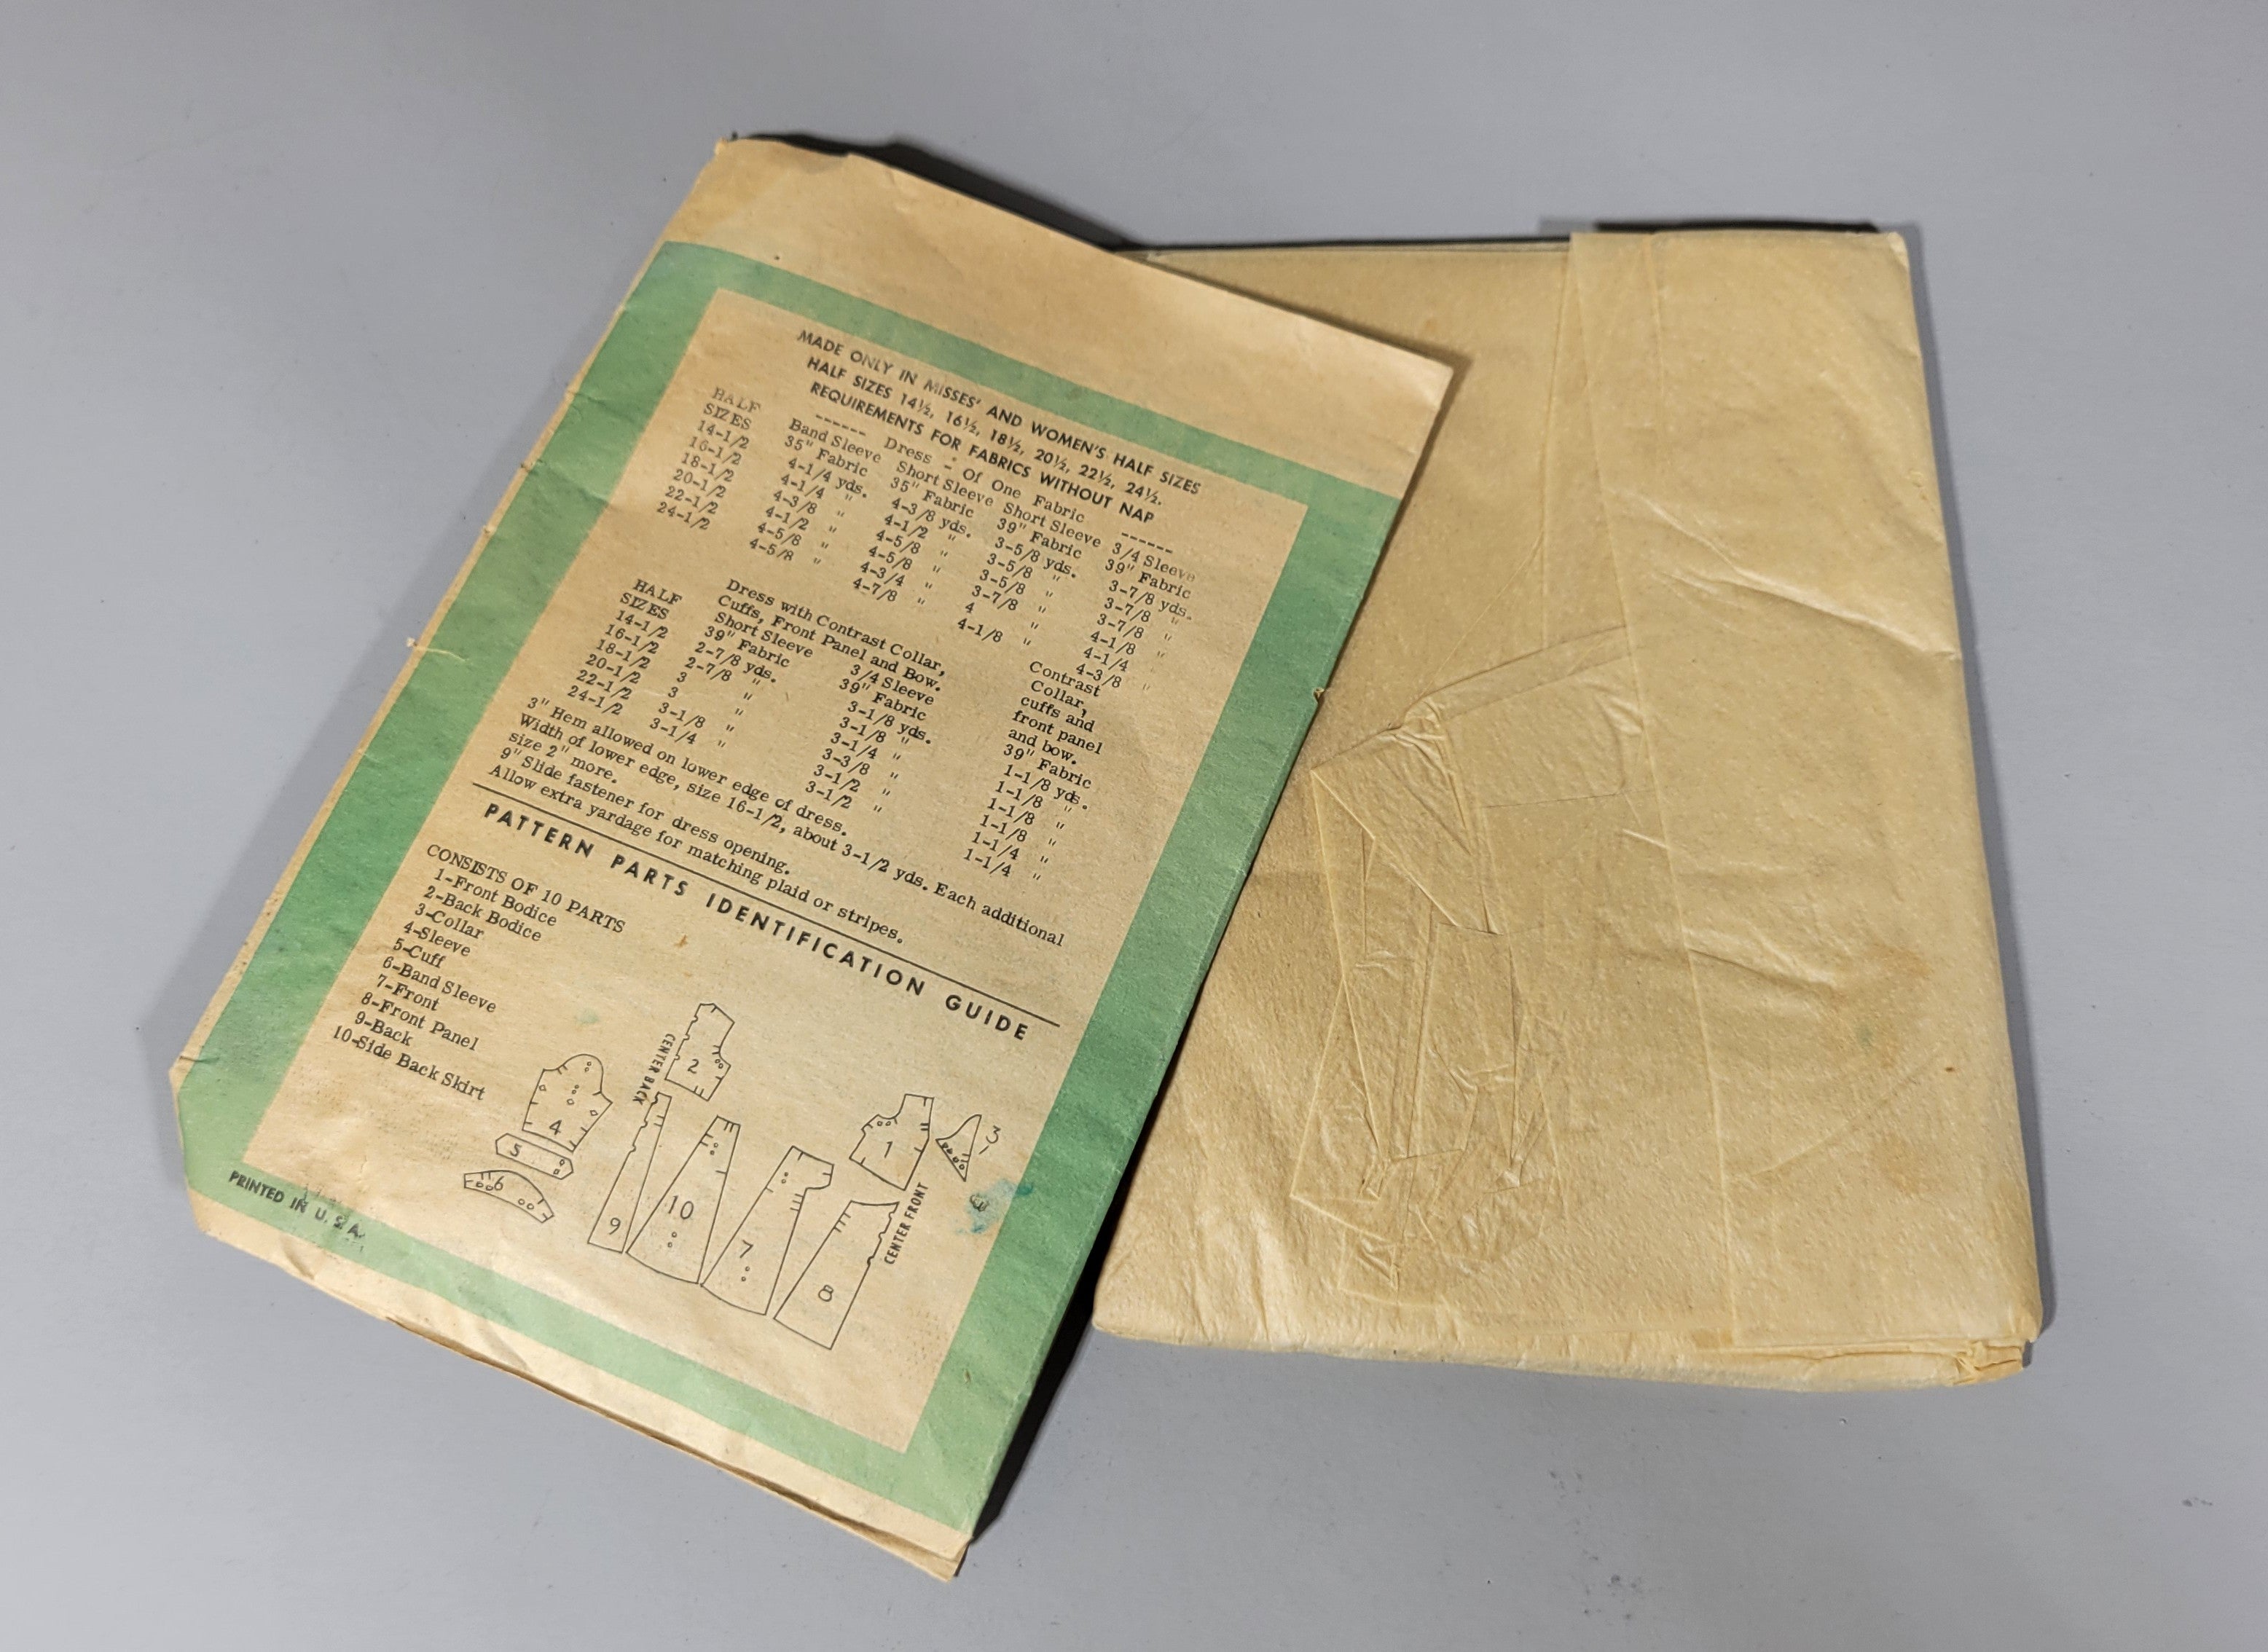 MADE ONLY IN MISSES' AND WOMEN'S HALF SIZES
HALF SIZES 14½, 16½, 18½, 20½, 22½, 24½.
REQUIREMENTS FOR FABRICS WITHOUT NAP
----- Dress - Of One Fabric ------
HALF Band Sleeve Short Sleeve Short Sleeve 3/4 Sleeve
SIZES 35" Fabric 35" Fabric 39" Fabric 39" Fabric
14-1/2 4-1/4 yds. 4-3/8 yds. 3-5/8 yds. 3-7/8 yds.
16-1/2 4-1/4 " 4-1/2 " 3-5/8 " 3-7/8 "
18-1/2 4-3/8 " 4-5/8 " 3-5/8 " 3-7/8 "
20-1/2 4-1/2 " 4-5/8 " 3-7/8 " 4-1/8 "
22-1/2 4-5/8 " 4-3/4 " 4 " 4-1/4 "
24-1/2 4-5/8 " 4-7/8 " 4-1/8 " 4-3/8 "
Contrast
Collar,
Dress with Contrast Collar, cuffs and
Cuffs, Front Panel and Bow. front panel
HALF Short Sleeve 3/4 Sleeve and bow.
SIZES 39" Fabric 39" Fabric 39" Fabric
14-1/2 2-7/8 yds. 3-1/8 yds. 1-1/8 yds.
16-1/2 2-7/8 " 3-1/8 " 1-1/8 "
18-1/2 3 " 3-1/4 " 1-1/8 "
20-1/2 3 " 3-3/8 " 1-1/8 "
22-1/2 3-1/8 " 3-1/2 " 1-1/4 "
24-1/2 3-1/4 " 3-1/2 " 1-1/4 "
3" Hem allowed on lower edge of dress.
Width of lower edge, size 16-1/2, about 3-1/2 yds. Each additional
size 2" more.
9" Slide fastener for dress opening.
Allow extra yardage for matching plaid or stripes.
PATTERN PARTS IDENTIFICATION GUIDE
CONSISTS OF 10 PARTS
1-Front Bodice
2-Back Bodice
3-Collar
4-Sleeve
5-Cuff
6-Band Sleeve
7-Front
8-Front Panel
9-Back
10-Side Back Skirt
2
CENTER BACK
4
5
6
1
3
9
10
7
8
CENTER FRONT
PRINTED IN U. S. A.